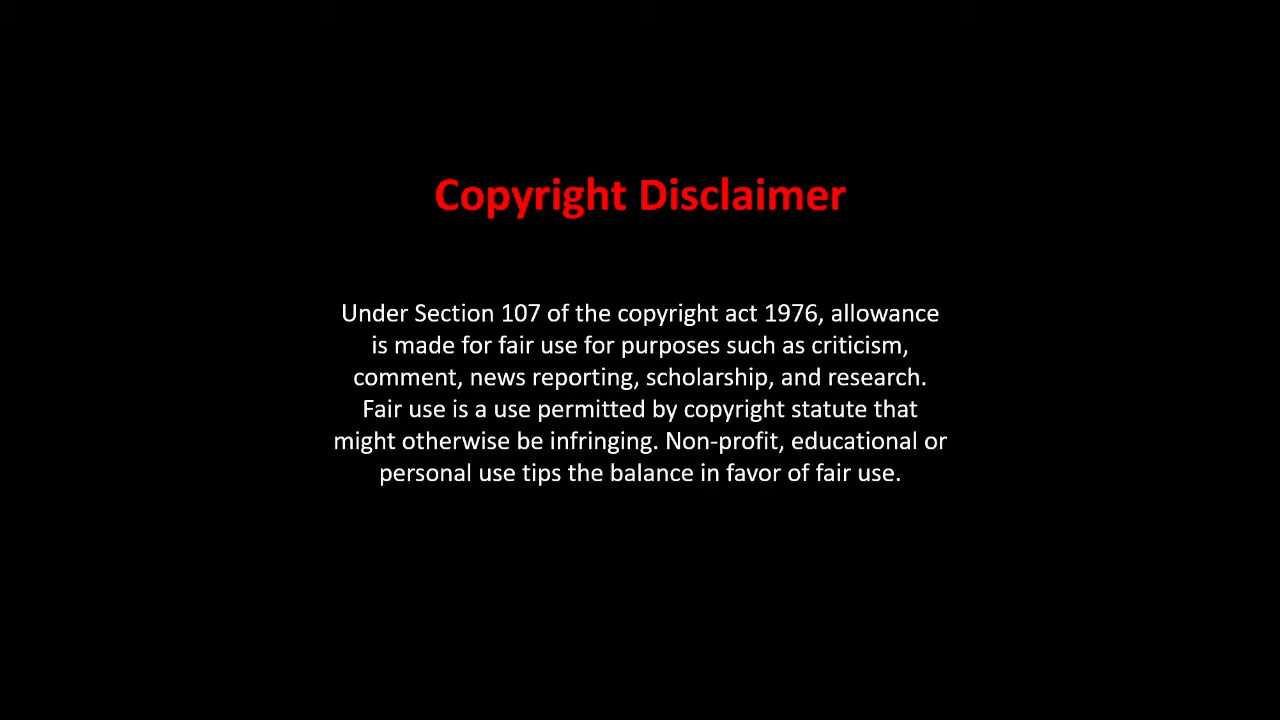 Copyright Disclaimer
Under Section 107 of the copyright act 1976, allowance
is made for fair use for purposes such as criticism,
comment, news reporting, scholarship, and research.
Fair use is a use permitted by copyright statute that
might otherwise be infringing. Non-profit, educational or
personal use tips the balance in favor of fair use.